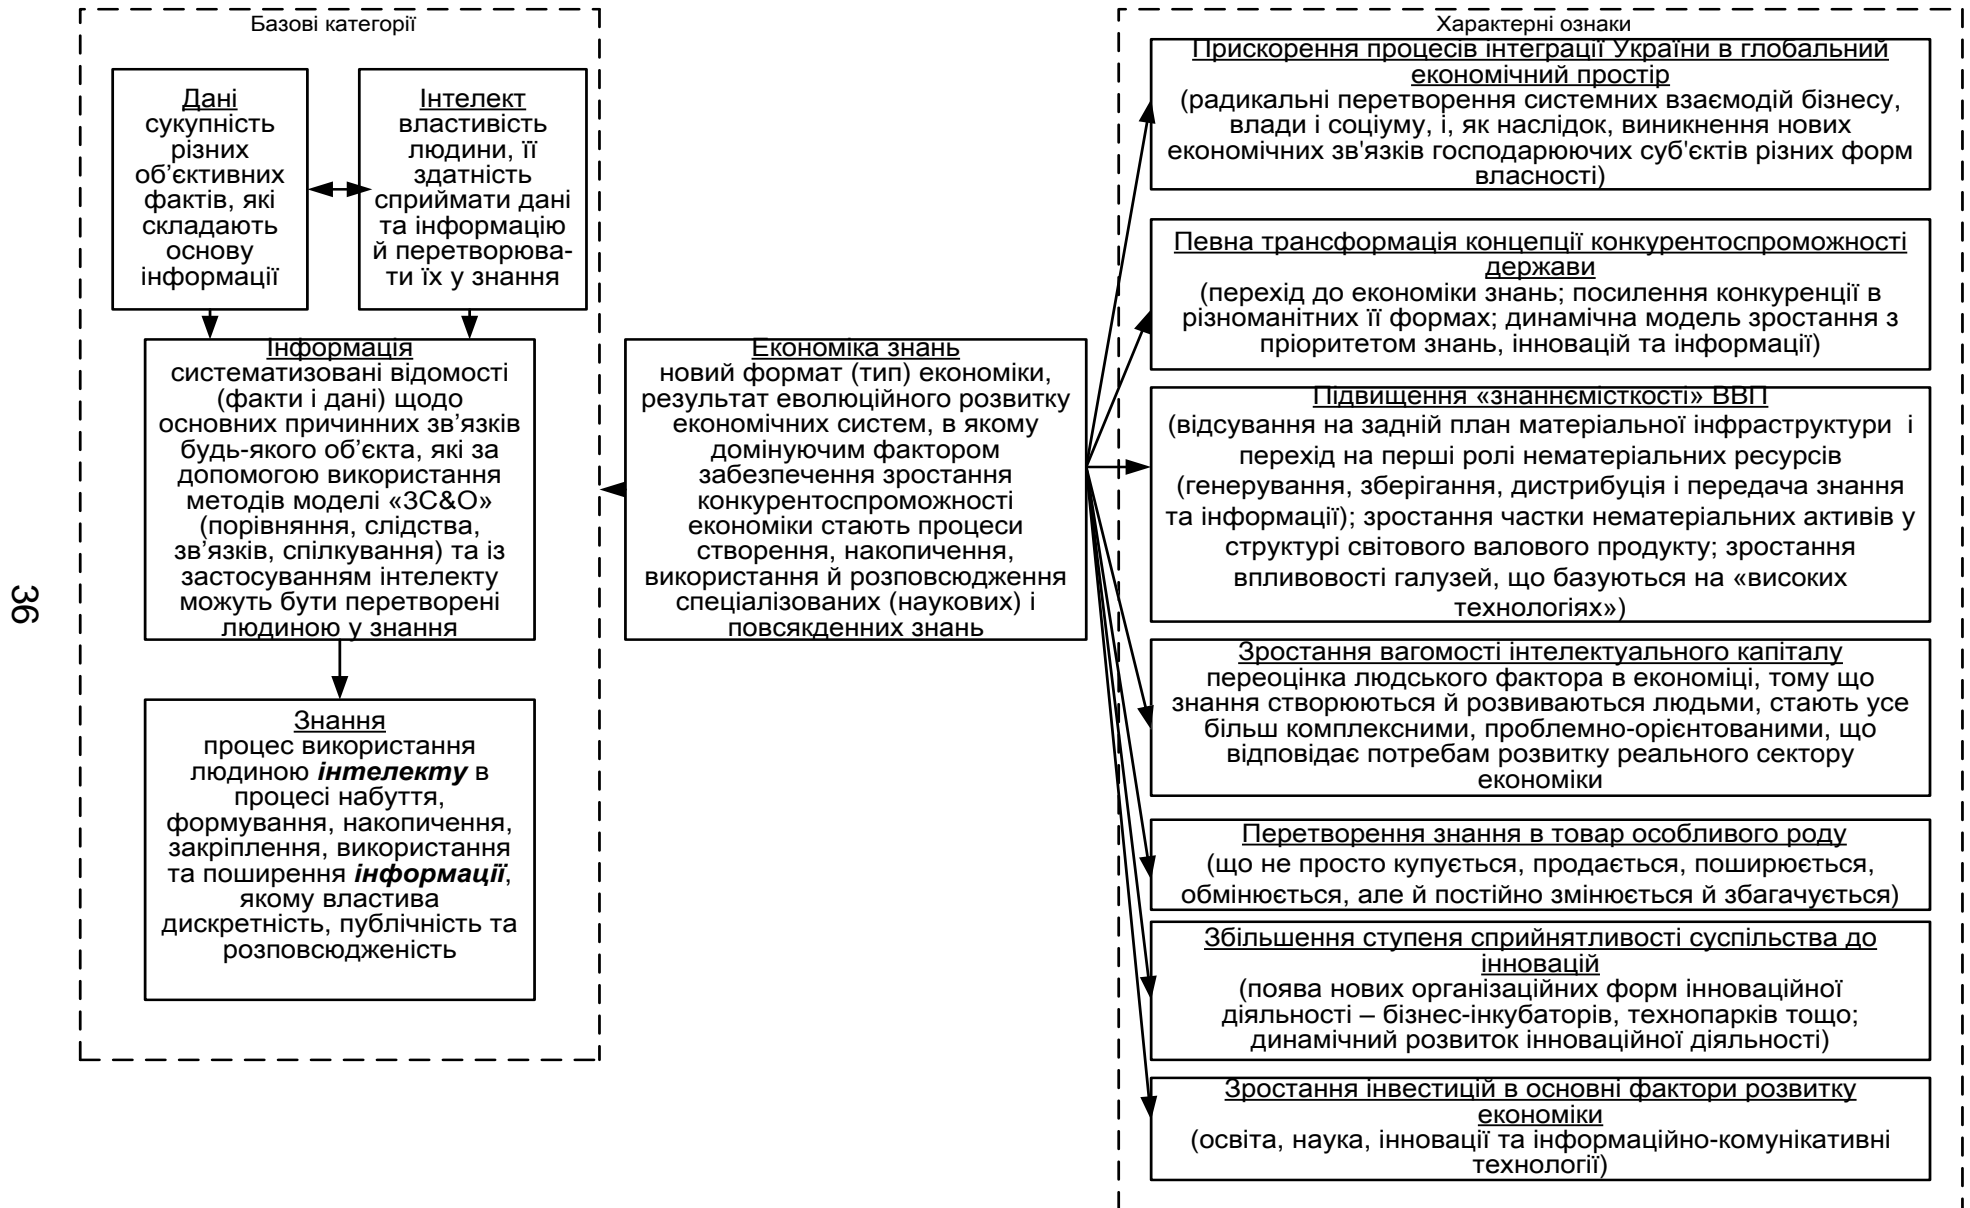 Базові категорії
Дані
сукупність
різних
об’єктивних
фактів, які
складають
основу
інформації
Інтелект
властивість
людини, її
здатність
сприймати дані
та інформацію
й перетворюва-
ти їх у знання
Інформація
систематизовані відомості
(факти і дані) щодо
основних причинних зв’язків
будь-якого об’єкта, які за
допомогою використання
методів моделі «3С&О»
(порівняння, слідства,
зв’язків, спілкування) та із
застосуванням інтелекту
можуть бути перетворені
людиною у знання
Знання
процес використання
людиною інтелекту в
процесі набуття,
формування, накопичення,
закріплення, використання
та поширення інформації,
якому властива
дискретність, публічність та
розповсюдженість
Економіка знань
новий формат (тип) економіки,
результат еволюційного розвитку
економічних систем, в якому
домінуючим фактором
забезпечення зростання
конкурентоспроможності
економіки стають процеси
створення, накопичення,
використання й розповсюдження
спеціалізованих (наукових) і
повсякденних знань
Характерні ознаки
Прискорення процесів інтеграції України в глобальний
економічний простір
(радикальні перетворення системних взаємодій бізнесу,
влади і соціуму, і, як наслідок, виникнення нових
економічних зв'язків господарюючих суб'єктів різних форм
власності)
Певна трансформація концепції конкурентоспроможності
держави
(перехід до економіки знань; посилення конкуренції в
різноманітних її формах; динамічна модель зростання з
пріоритетом знань, інновацій та інформації)
Підвищення «знаннємісткості» ВВП
(відсування на задній план матеріальної інфраструктури і
перехід на перші ролі нематеріальних ресурсів
(генерування, зберігання, дистрибуція і передача знання
та інформації); зростання частки нематеріальних активів у
структурі світового валового продукту; зростання
впливовості галузей, що базуються на «високих
технологіях»)
Зростання вагомості інтелектуального капіталу
переоцінка людського фактора в економіці, тому що
знання створюються й розвиваються людьми, стають усе
більш комплексними, проблемно-орієнтованими, що
відповідає потребам розвитку реального сектору
економіки
Перетворення знання в товар особливого роду
(що не просто купується, продається, поширюється,
обмінюється, але й постійно змінюється й збагачується)
Збільшення ступеня сприйнятливості суспільства до
інновацій
(поява нових організаційних форм інноваційної
діяльності – бізнес-інкубаторів, технопарків тощо;
динамічний розвиток інноваційної діяльності)
Зростання інвестицій в основні фактори розвитку
економіки
(освіта, наука, інновації та інформаційно-комунікативні
технології)
36